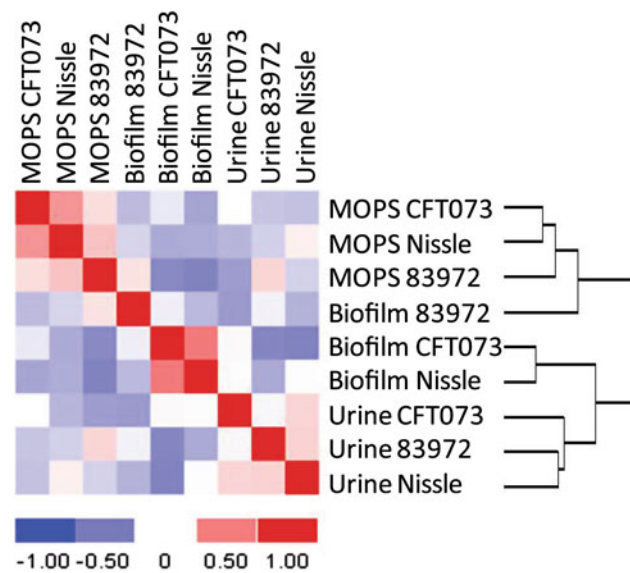 MOPS CFT073
MOPS Nissle
MOPS 83972
Biofilm 83972
Biofilm CFT073
Biofilm Nissle
Urine CFT073
Urine 83972
Urine Nissle
MOPS CFT073
MOPS Nissle
MOPS 83972
Biofilm 83972
Biofilm CFT073
Biofilm Nissle
Urine CFT073
Urine 83972
Urine Nissle
-1.00 -0.50 0 0.50 1.00